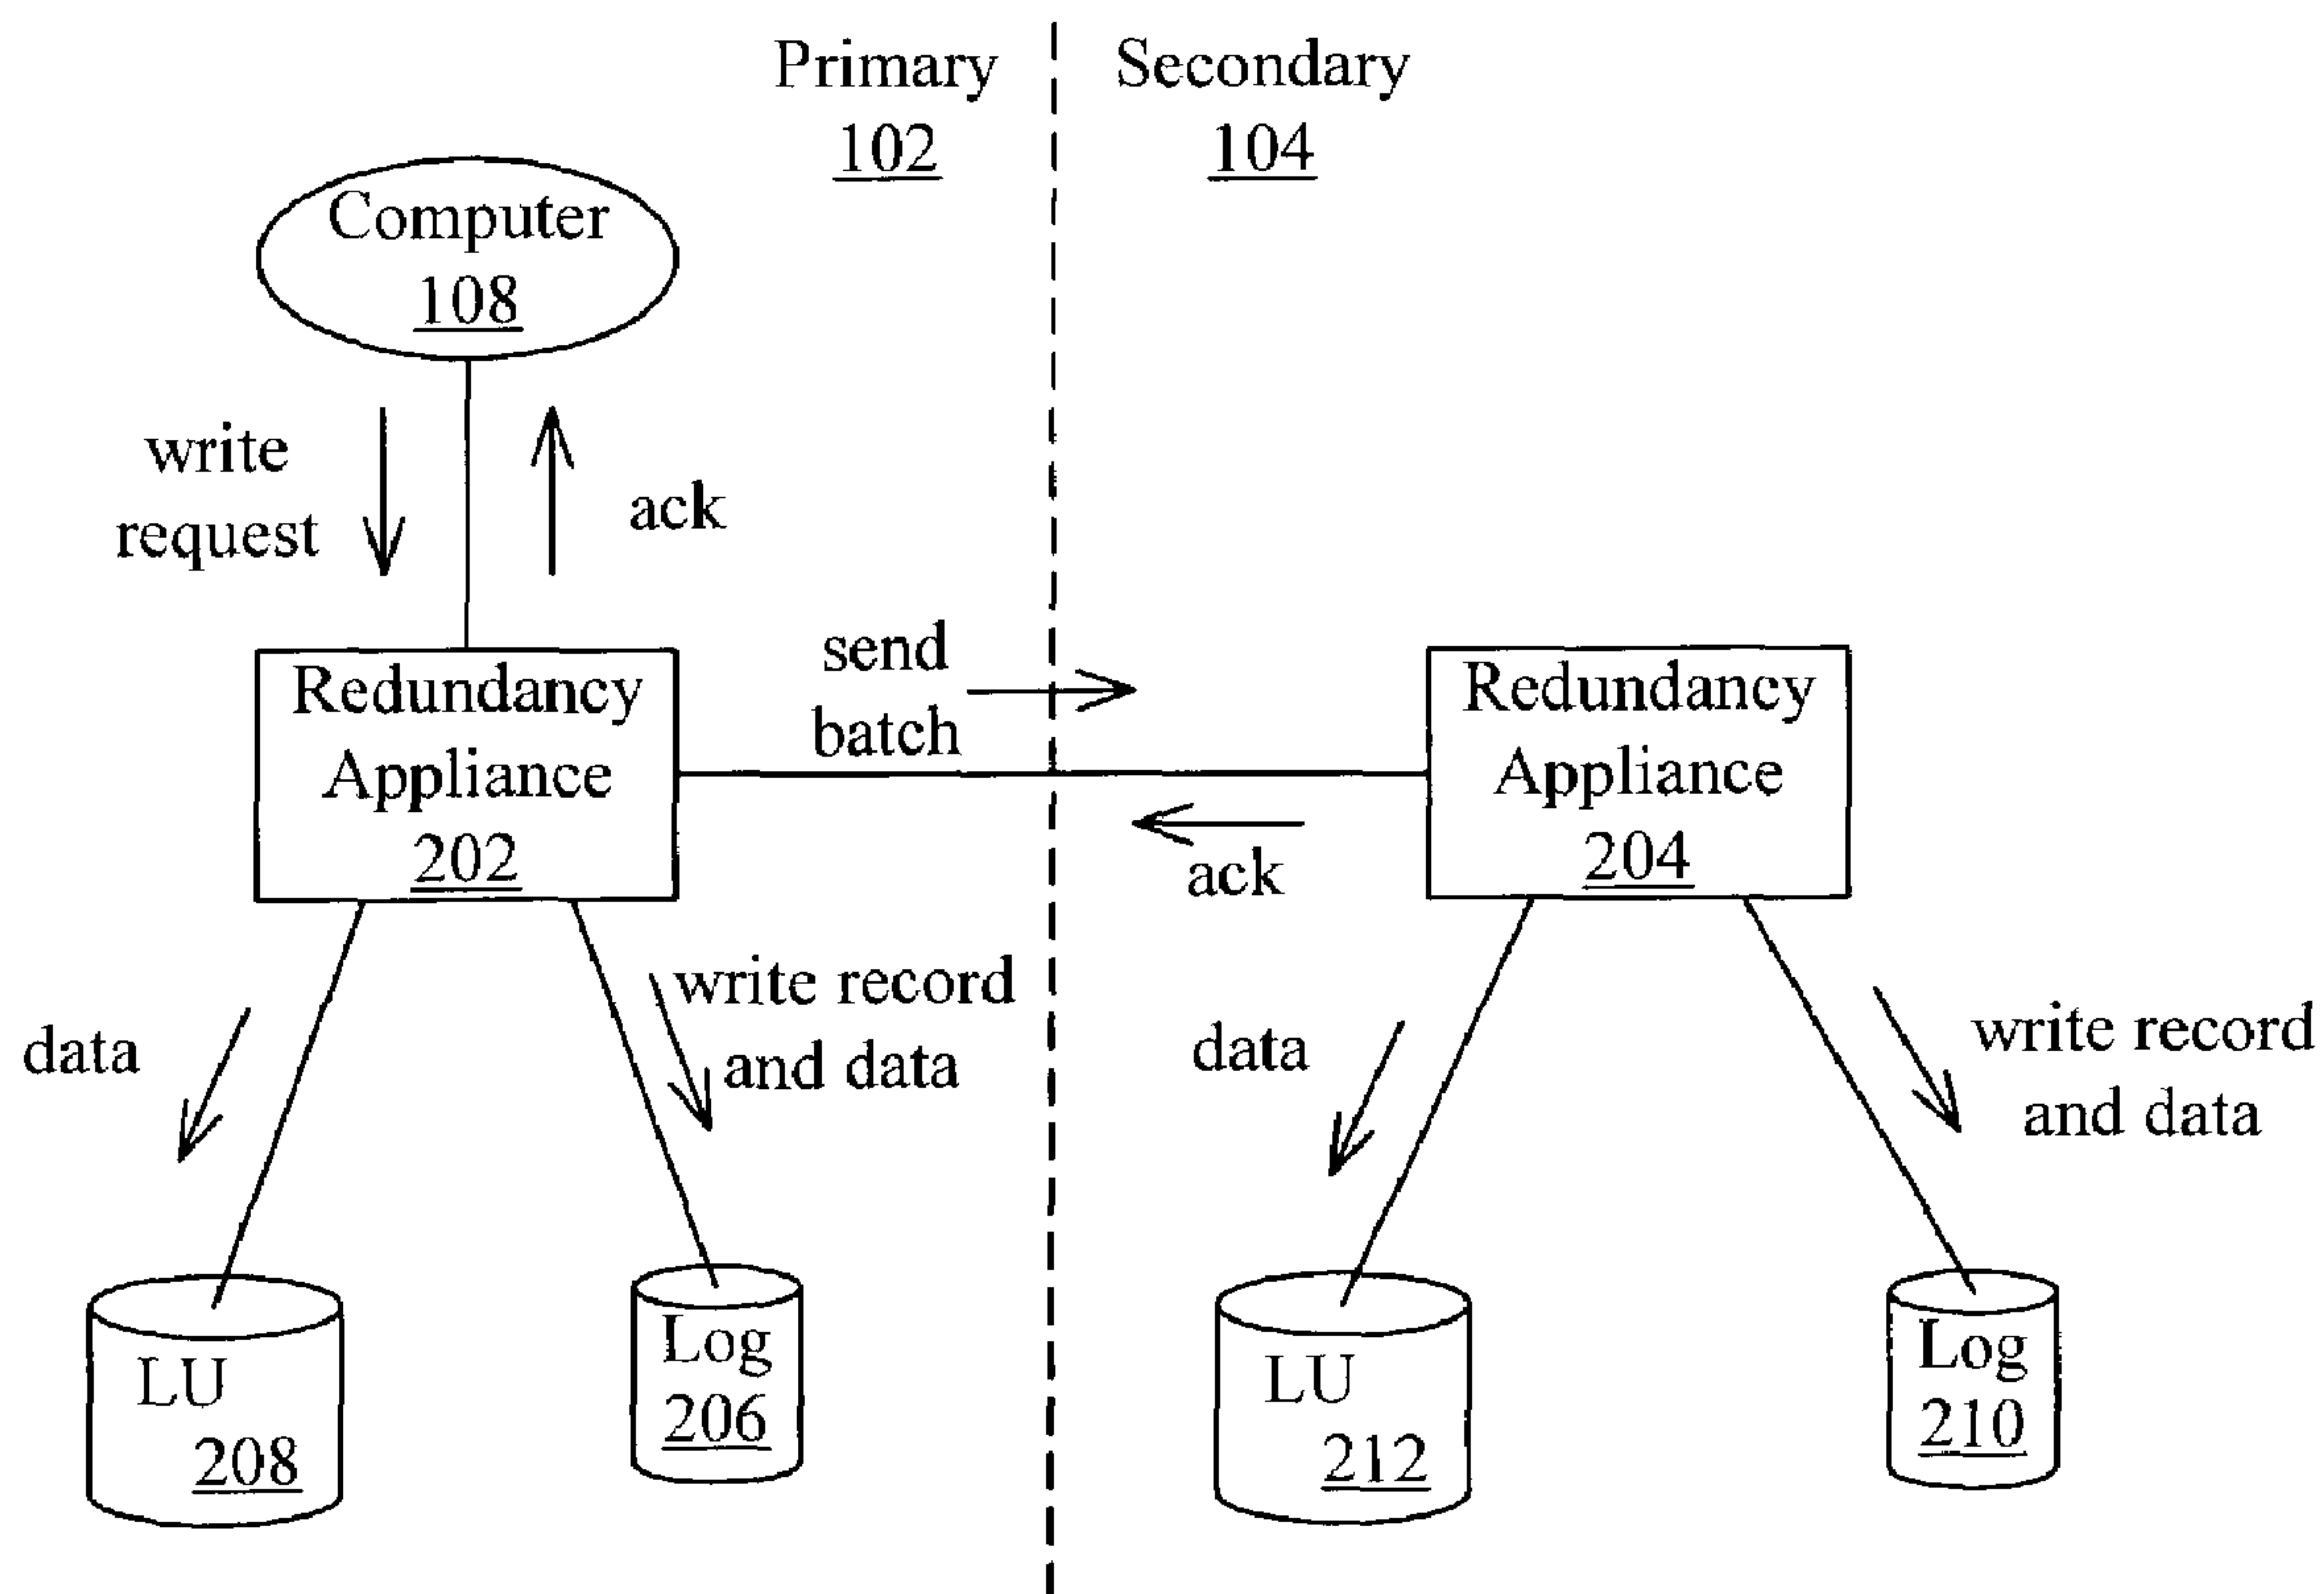 Primary
102
Secondary
104
Computer
108
write
request
ack
send
batch
Redundancy
Appliance
202
Redundancy
Appliance
204
ack
data
write record
and data
data
write record
and data
LU
208
Log
206
LU
212
Log
210